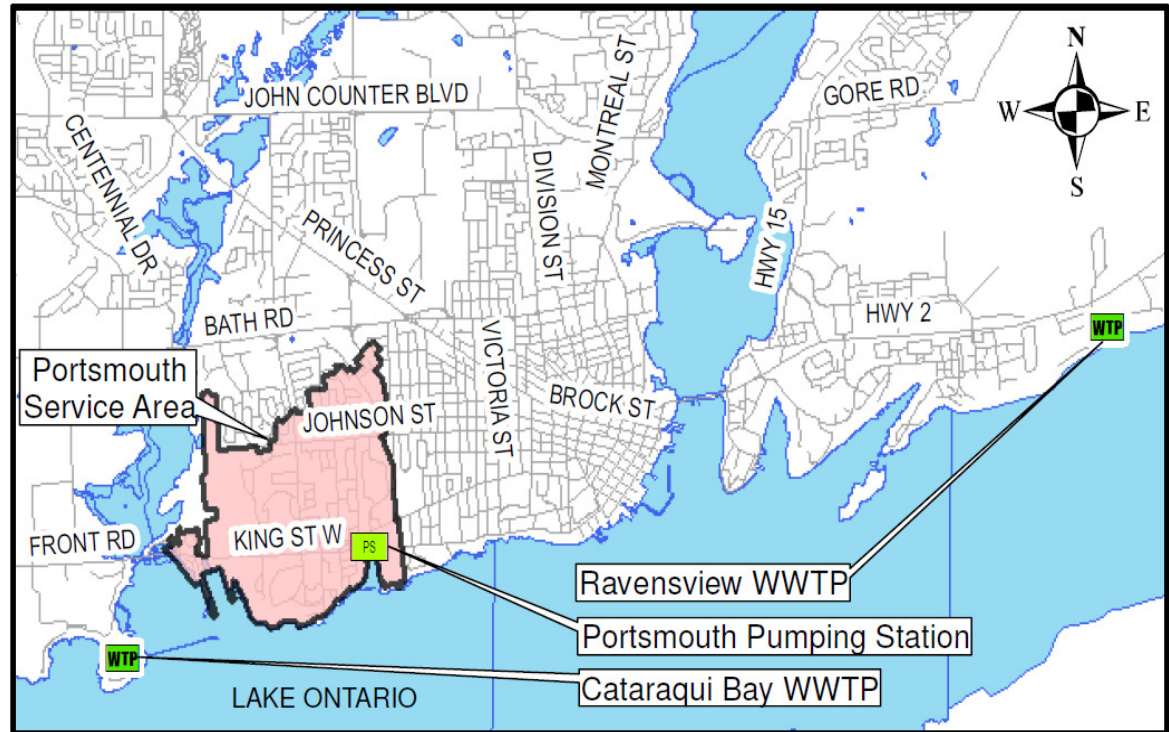 N
W
E
S
JOHN COUNTER BLVD
GORE RD
CENTENNIAL DR
MONTREAL ST
DIVISION ST
HWY 15
PRINCESS ST
BATH RD
VICTORIA ST
HWY 2
WTP
Portsmouth
Service Area
JOHNSON ST
BROCK ST
FRONT RD
KING ST W
PS
Ravensview WWTP
Portsmouth Pumping Station
WTP
Cataraqui Bay WWTP
LAKE ONTARIO